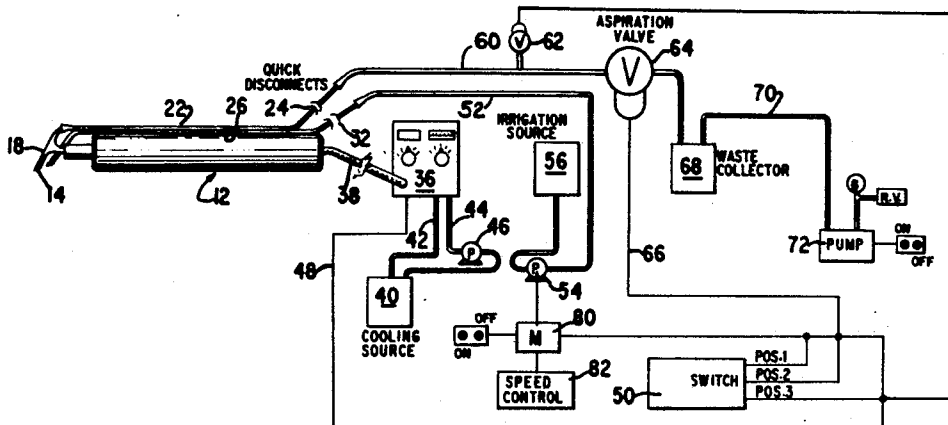 ASPIRATION
VALVE
60
62
64
V
V
QUICK
DISCONNECTS
22
26
24
52
52
IRRIGATION
SOURCE
70
18
14
12
38
36
56
68
WASTE
COLLECTOR
42
44
46
P
P
54
48
66
72
PUMP
R.V.
ON
OFF
40
COOLING
SOURCE
OFF
ON
M
80
SPEED
CONTROL
82
50
SWITCH
POS.1
POS.2
POS.3